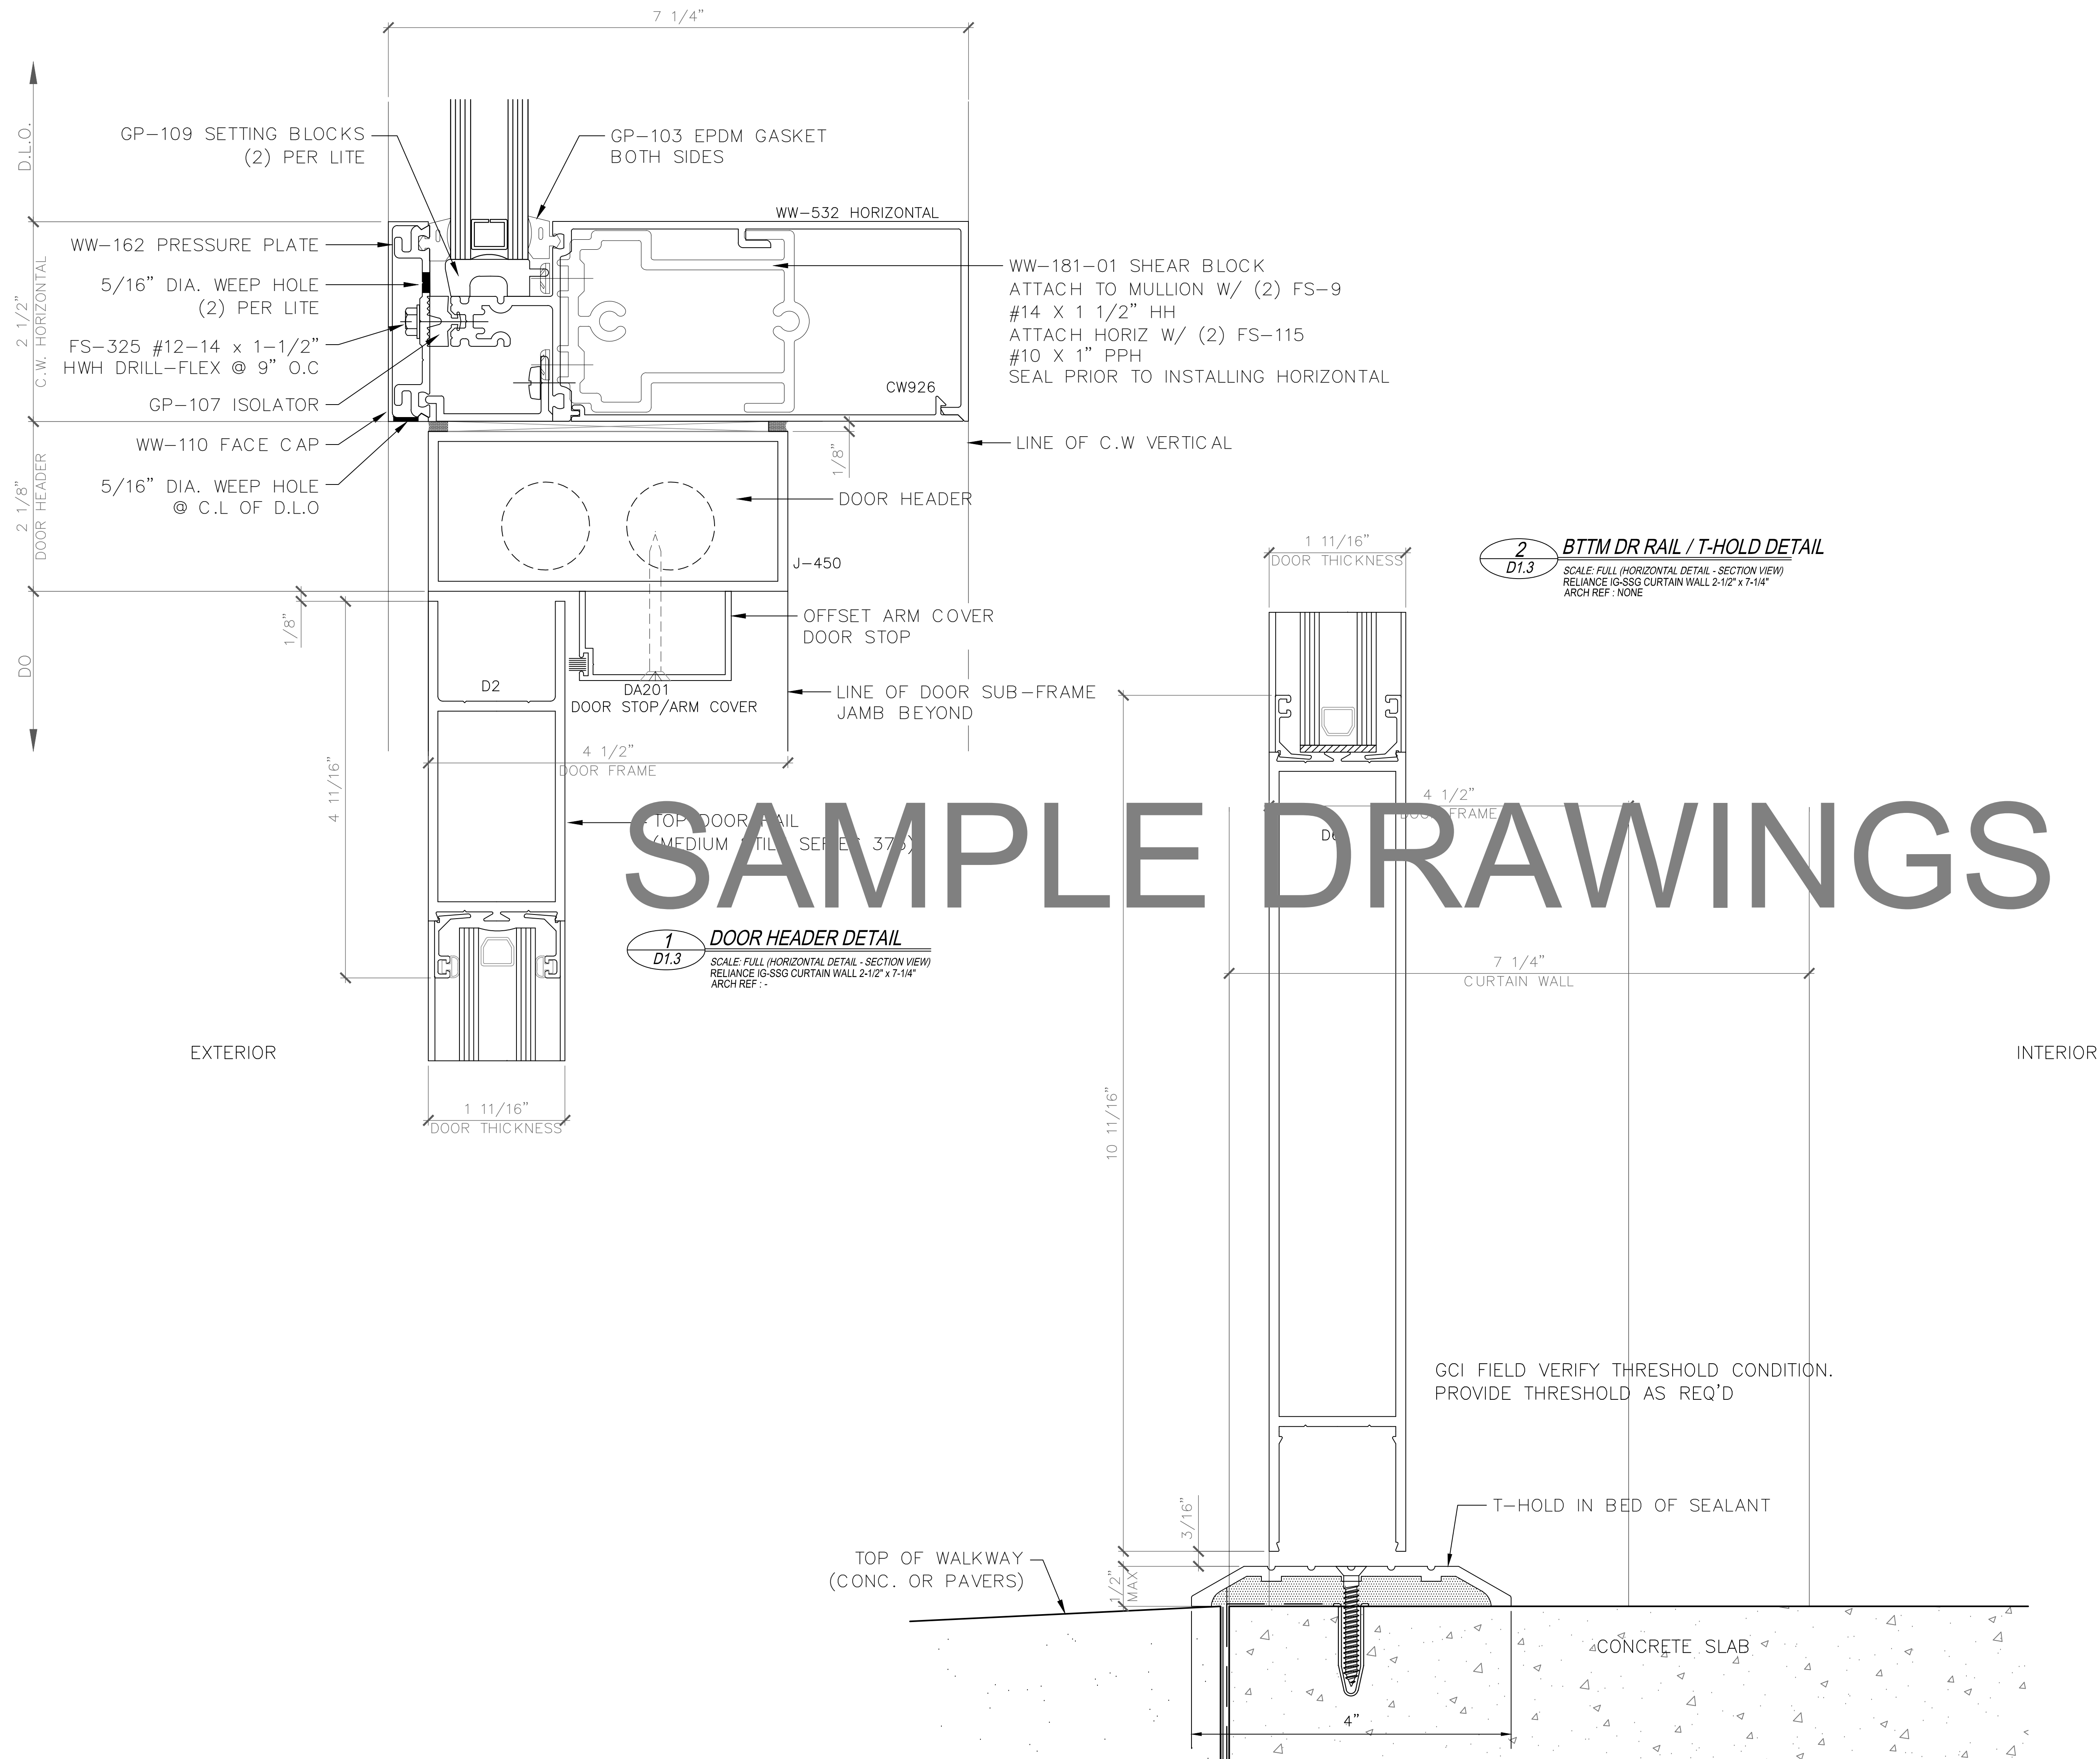 7 1/4"
D.L.O.
GP-109 SETTING BLOCKS
(2) PER LITE
GP-103 EPDM GASKET
BOTH SIDES
WW-532 HORIZONTAL
WW-162 PRESSURE PLATE
5/16" DIA. WEEP HOLE
(2) PER LITE
2 1/2"
C.W. HORIZONTAL
FS-325 #12-14 x 1-1/2"
HWH DRILL-FLEX @ 9" O.C
GP-107 ISOLATOR
WW-110 FACE CAP
5/16" DIA. WEEP HOLE
@ C.L OF D.L.O
WW-181-01 SHEAR BLOCK
ATTACH TO MULLION W/ (2) FS-9
#14 X 1 1/2" HH
ATTACH HORIZ W/ (2) FS-115
#10 X 1" PPH
SEAL PRIOR TO INSTALLING HORIZONTAL
CW926
LINE OF C.W VERTICAL
1/8"
2 1/8"
DOOR HEADER
DOOR HEADER
J-450
1/8"
DO
OFFSET ARM COVER
DOOR STOP
D2
DA201
DOOR STOP/ARM COVER
LINE OF DOOR SUB-FRAME
JAMB BEYOND
4 1/2"
DOOR FRAME
4 11/16"
TOP DOOR RAIL
(MEDIUM STILE SERIES 375)
1
D1.3
DOOR HEADER DETAIL
SCALE: FULL (HORIZONTAL DETAIL - SECTION VIEW)
RELIANCE IG-SSG CURTAIN WALL 2-1/2" x 7-1/4"
ARCH REF : -
EXTERIOR
1 11/16"
DOOR THICKNESS
SAMPLE DRAWINGS
1 11/16"
DOOR THICKNESS
2
D1.3
BTTM DR RAIL / T-HOLD DETAIL
SCALE: FULL (HORIZONTAL DETAIL - SECTION VIEW)
RELIANCE IG-SSG CURTAIN WALL 2-1/2" x 7-1/4"
ARCH REF : NONE
4 1/2"
DOOR FRAME
7 1/4"
CURTAIN WALL
INTERIOR
10 11/16"
GCI FIELD VERIFY THRESHOLD CONDITION.
PROVIDE THRESHOLD AS REQ'D
3/16"
T-HOLD IN BED OF SEALANT
TOP OF WALKWAY
(CONC. OR PAVERS)
1/2"
MAX
CONCRETE SLAB
4"